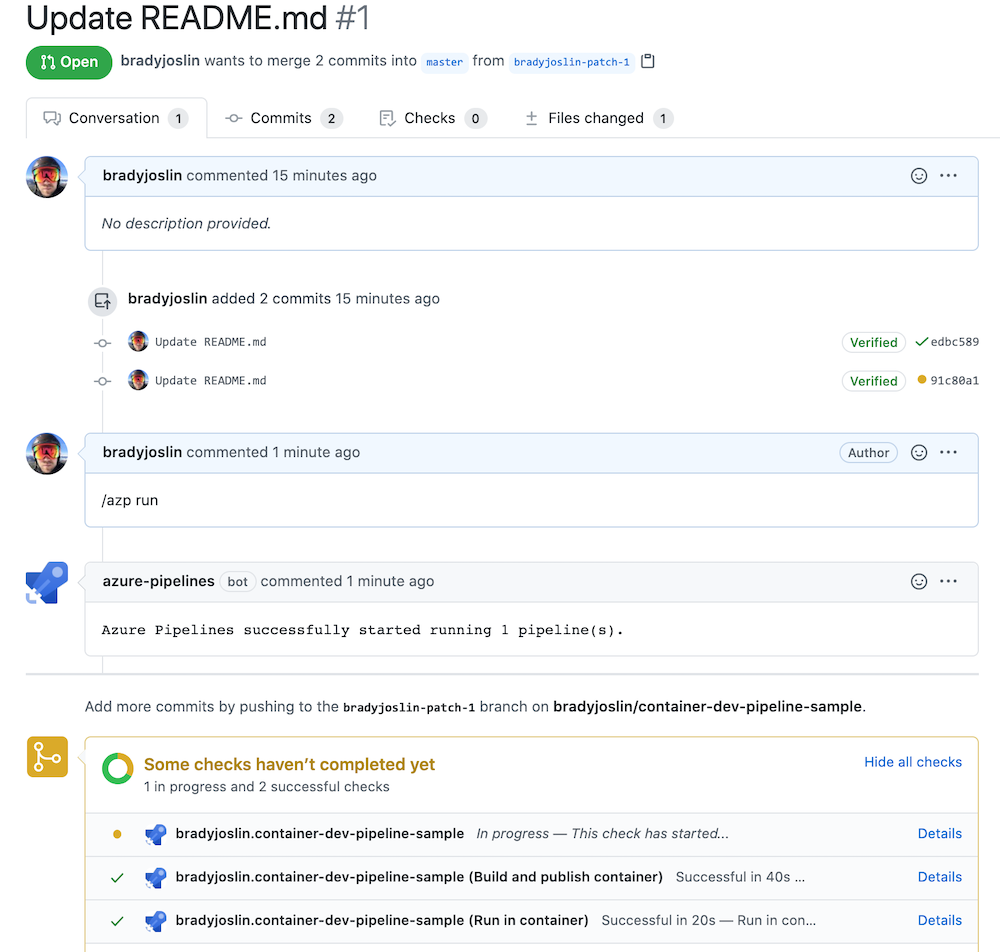 Update README.md #1
Open bradyjoslin wants to merge 2 commits into master from bradyjoslin-patch-1
Conversation 1 Commits 2 Checks 0 Files changed 1
bradyjoslin commented 15 minutes ago
No description provided.
bradyjoslin added 2 commits 15 minutes ago
Update README.md Verified edbc589
Update README.md Verified 91c80a1
bradyjoslin commented 1 minute ago Author
/azp run
azure-pipelines bot commented 1 minute ago
Azure Pipelines successfully started running 1 pipeline(s).
Add more commits by pushing to the bradyjoslin-patch-1 branch on bradyjoslin/container-dev-pipeline-sample.
Some checks haven’t completed yet Hide all checks
1 in progress and 2 successful checks
bradyjoslin.container-dev-pipeline-sample In progress — This check has started... Details
bradyjoslin.container-dev-pipeline-sample (Build and publish container) Successful in 40s ... Details
bradyjoslin.container-dev-pipeline-sample (Run in container) Successful in 20s — Run in con... Details